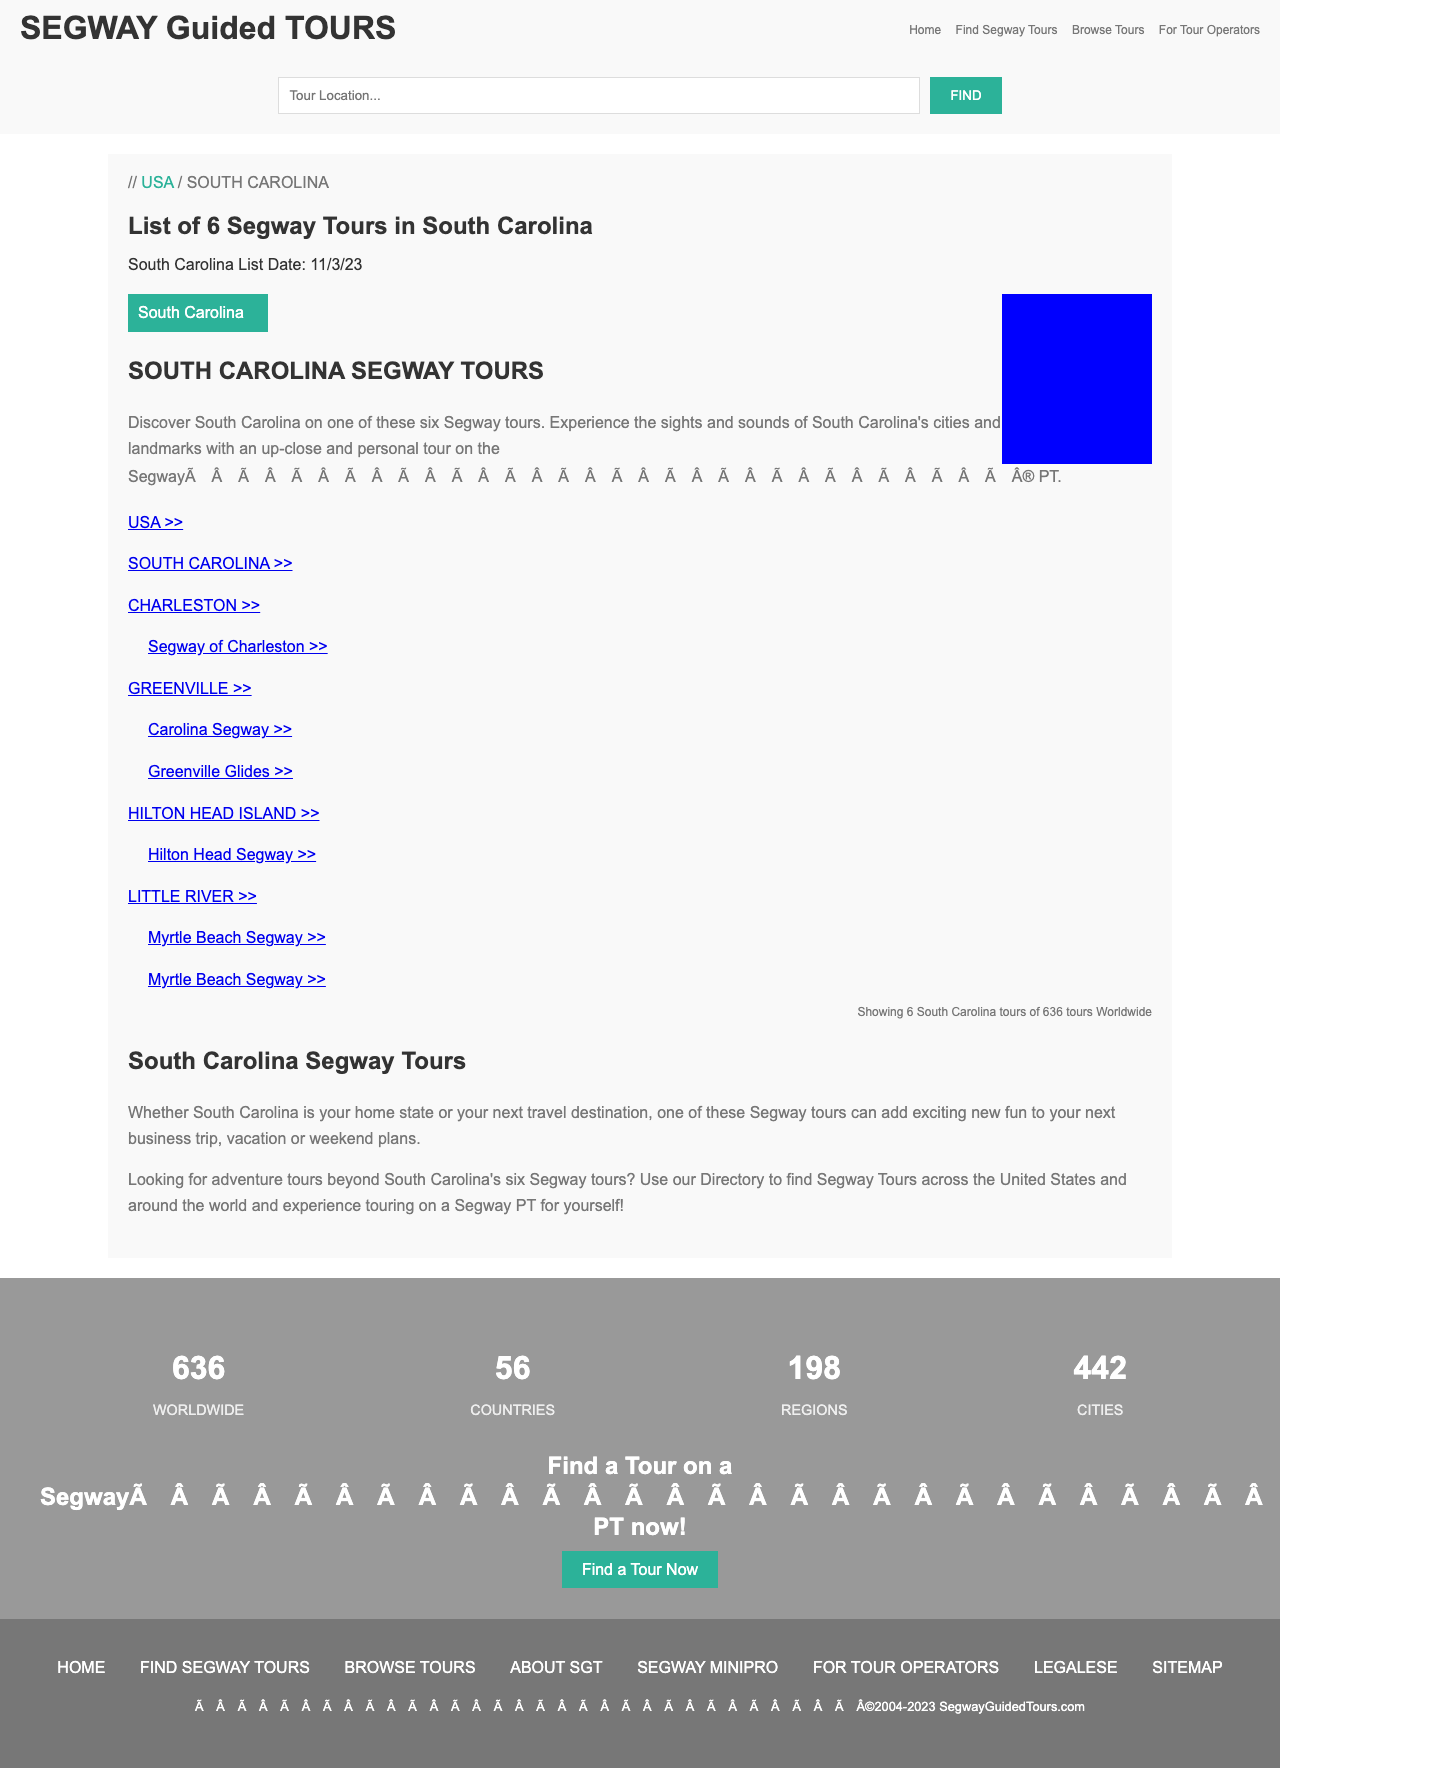 SEGWAY Guided TOURS
Home Find Segway Tours Browse Tours For Tour Operators
Tour Location... FIND
// USA / SOUTH CAROLINA
List of 6 Segway Tours in South Carolina
South Carolina List Date: 11/3/23
South Carolina
SOUTH CAROLINA SEGWAY TOURS
Discover South Carolina on one of these six Segway tours. Experience the sights and sounds of South Carolina's cities and
landmarks with an up-close and personal tour on the
SegwayÃ Â Ã Â Ã Â Ã Â Ã Â Ã Â Ã Â Ã Â Ã Â Ã Â Ã Â Ã Â Ã Â Ã Â Ã Â Ã Â® PT.
USA >>
SOUTH CAROLINA >>
CHARLESTON >>
Segway of Charleston >>
GREENVILLE >>
Carolina Segway >>
Greenville Glides >>
HILTON HEAD ISLAND >>
Hilton Head Segway >>
LITTLE RIVER >>
Myrtle Beach Segway >>
Myrtle Beach Segway >>
Showing 6 South Carolina tours of 636 tours Worldwide
South Carolina Segway Tours
Whether South Carolina is your home state or your next travel destination, one of these Segway tours can add exciting new fun to your next
business trip, vacation or weekend plans.
Looking for adventure tours beyond South Carolina's six Segway tours? Use our Directory to find Segway Tours across the United States and
around the world and experience touring on a Segway PT for yourself!
636 56 198 442
WORLDWIDE COUNTRIES REGIONS CITIES
Find a Tour on a
SegwayÃ Â Ã Â Ã Â Ã Â Ã Â Ã Â Ã Â Ã Â Ã Â Ã Â Ã Â Ã Â Ã Â Ã Â
PT now!
Find a Tour Now
HOME FIND SEGWAY TOURS BROWSE TOURS ABOUT SGT SEGWAY MINIPRO FOR TOUR OPERATORS LEGALESE SITEMAP
Ã Â Ã Â Ã Â Ã Â Ã Â Ã Â Ã Â Ã Â Ã Â Ã Â Ã Â Ã Â Ã Â Ã Â Ã Â Ã Â©2004-2023 SegwayGuidedTours.com